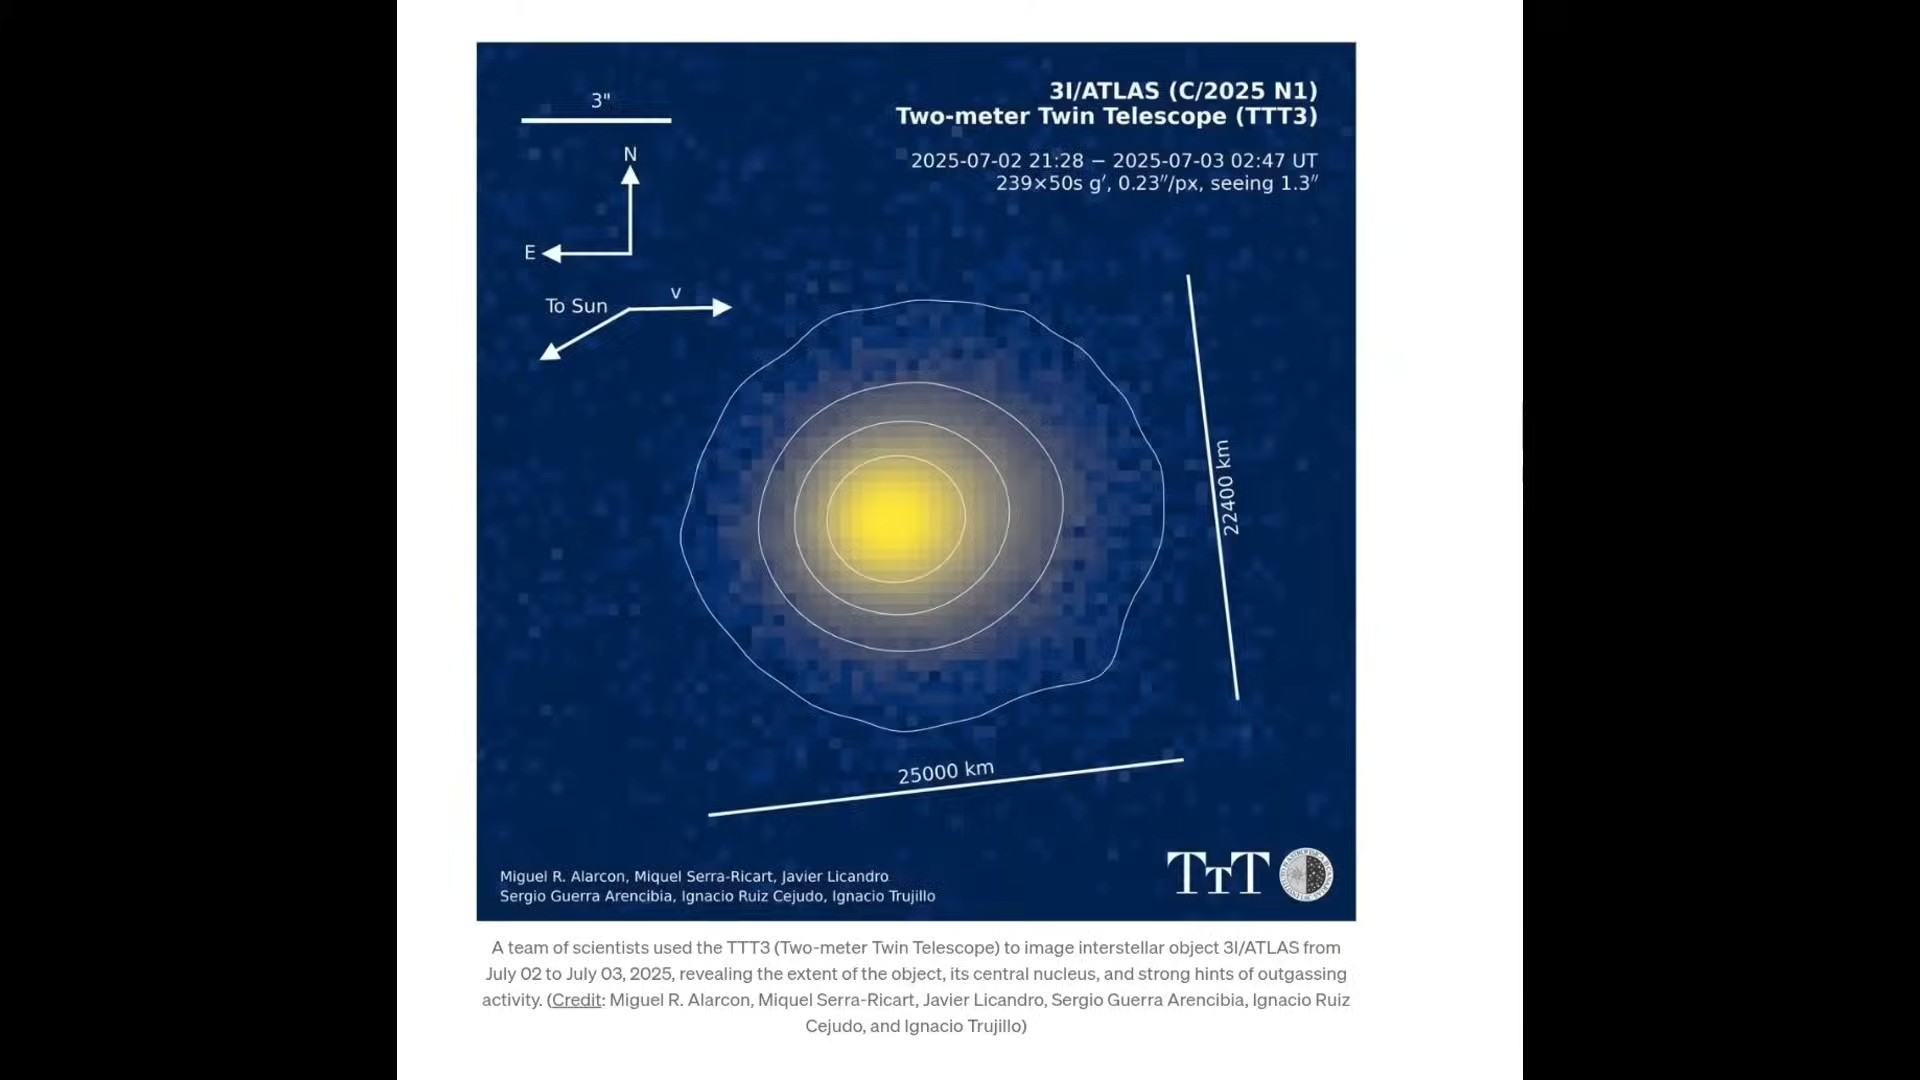 3"
3I/ATLAS (C/2025 N1)
Two-meter Twin Telescope (TTT3)
N
2025-07-02 21:28 − 2025-07-03 02:47 UT
239×50s g′, 0.23″/px, seeing 1.3″
E
To Sun
v
22400 km
25000 km
Miguel R. Alarcon, Miquel Serra-Ricart, Javier Licandro
Sergio Guerra Arencibia, Ignacio Ruiz Cejudo, Ignacio Trujillo
TTT
A team of scientists used the TTT3 (Two-meter Twin Telescope) to image interstellar object 3I/ATLAS from
July 02 to July 03, 2025, revealing the extent of the object, its central nucleus, and strong hints of outgassing
activity. (Credit: Miguel R. Alarcon, Miquel Serra-Ricart, Javier Licandro, Sergio Guerra Arencibia, Ignacio Ruiz
Cejudo, and Ignacio Trujillo)